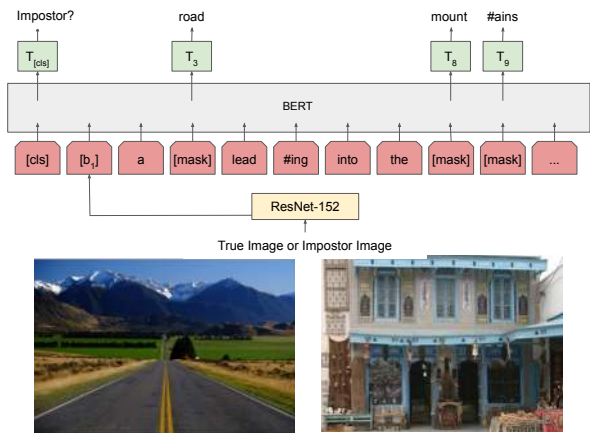 Impostor? road mount #ains
T[cls] T3 T8 T9
BERT
[cls] [b1] a [mask] lead #ing into the [mask] [mask] ...
ResNet-152
True Image or Impostor Image